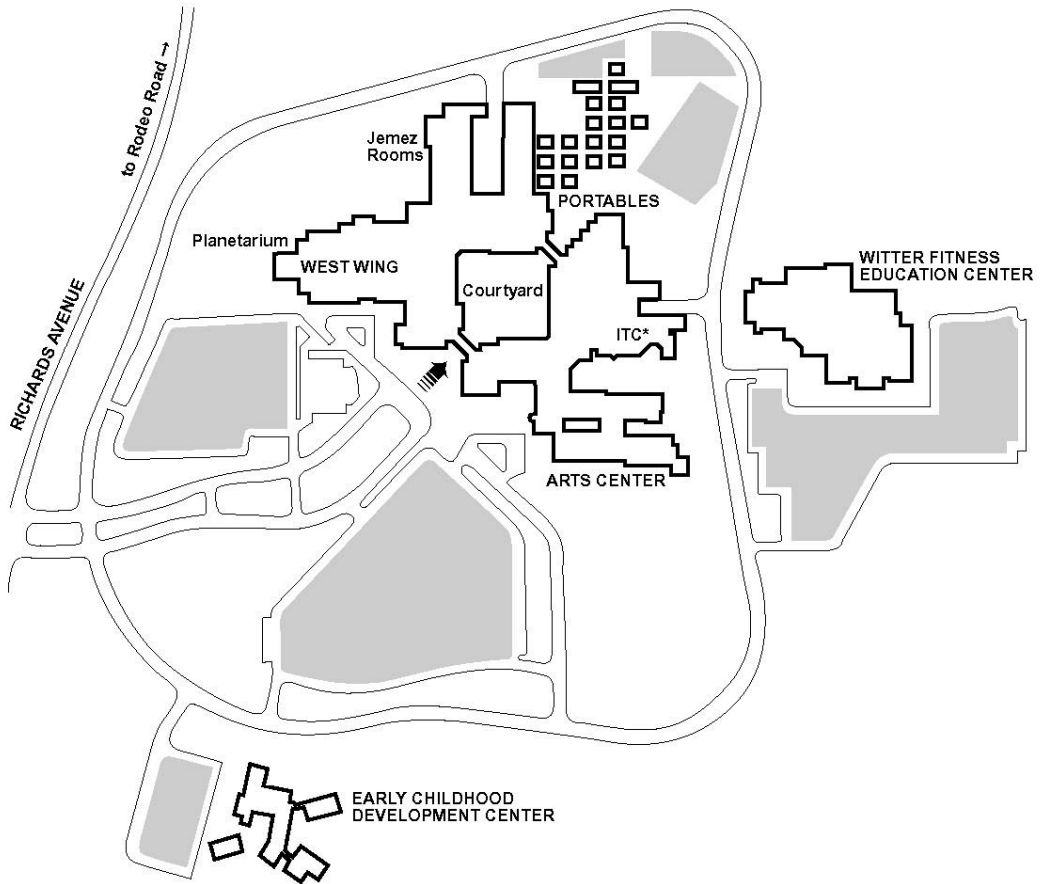 to Rodeo Road →
Jemez
Rooms
PORTABLES
Planetarium
WEST WING
WITTER FITNESS
EDUCATION CENTER
Courtyard
RICHARDS AVENUE
ITC*
ARTS CENTER
EARLY CHILDHOOD
DEVELOPMENT CENTER